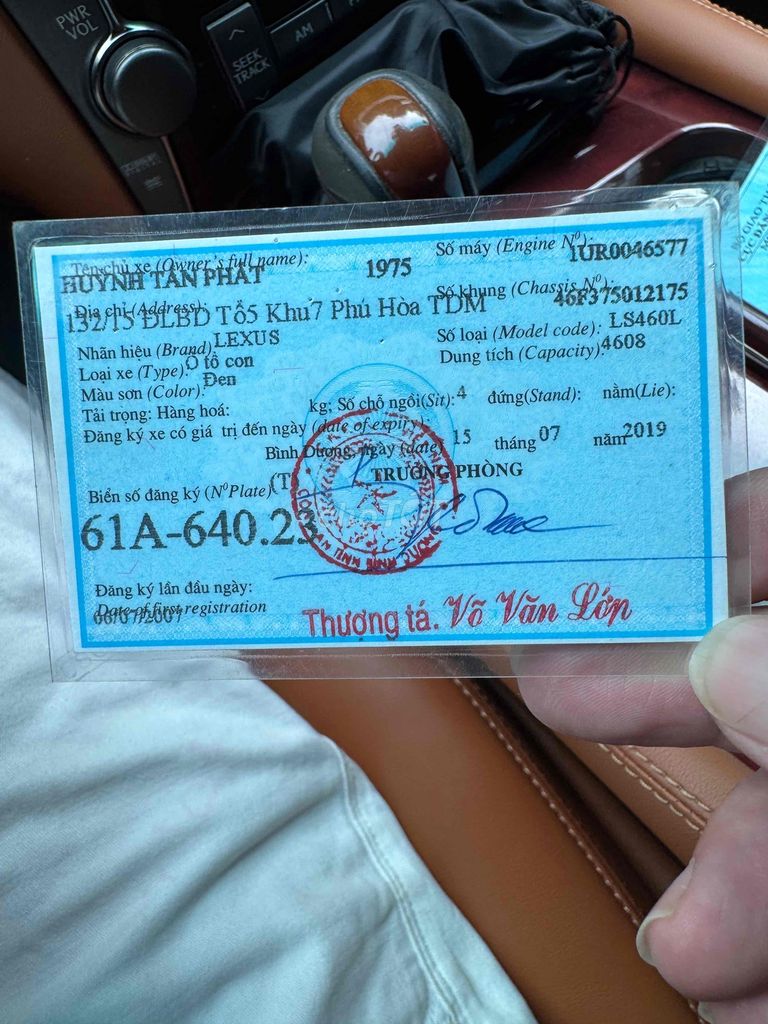 PWR
VOL
SEEK
TRACK
AM
Tên chủ xe (Owner's full name):
HUỲNH TẤN PHÁT 1975
Số máy (Engine Nº): 1UR0046577
Địa chỉ (Address):
132/15 ĐLBD Tổ5 Khu7 Phú Hòa TDM
Số khung (Chassis Nº): 46F375012175
Nhãn hiệu (Brand) LEXUS
Số loại (Model code): LS460L
Loại xe (Type): Ô tô con
Dung tích (Capacity): 4608
Màu sơn (Color): Đen
Tải trọng: Hàng hoá: kg; Số chỗ ngồi(Sit): 4 đứng(Stand): nằm(Lie):
Đăng ký xe có giá trị đến ngày (date of expiry)
Bình Dương, ngày (date) 15 tháng 07 năm 2019
TRƯỞNG PHÒNG
Biển số đăng ký (NºPlate) (T)
61A-640.23
Đăng ký lần đầu ngày:
Date of first registration
06/07/2007
Thượng tá. Võ Văn Lớp